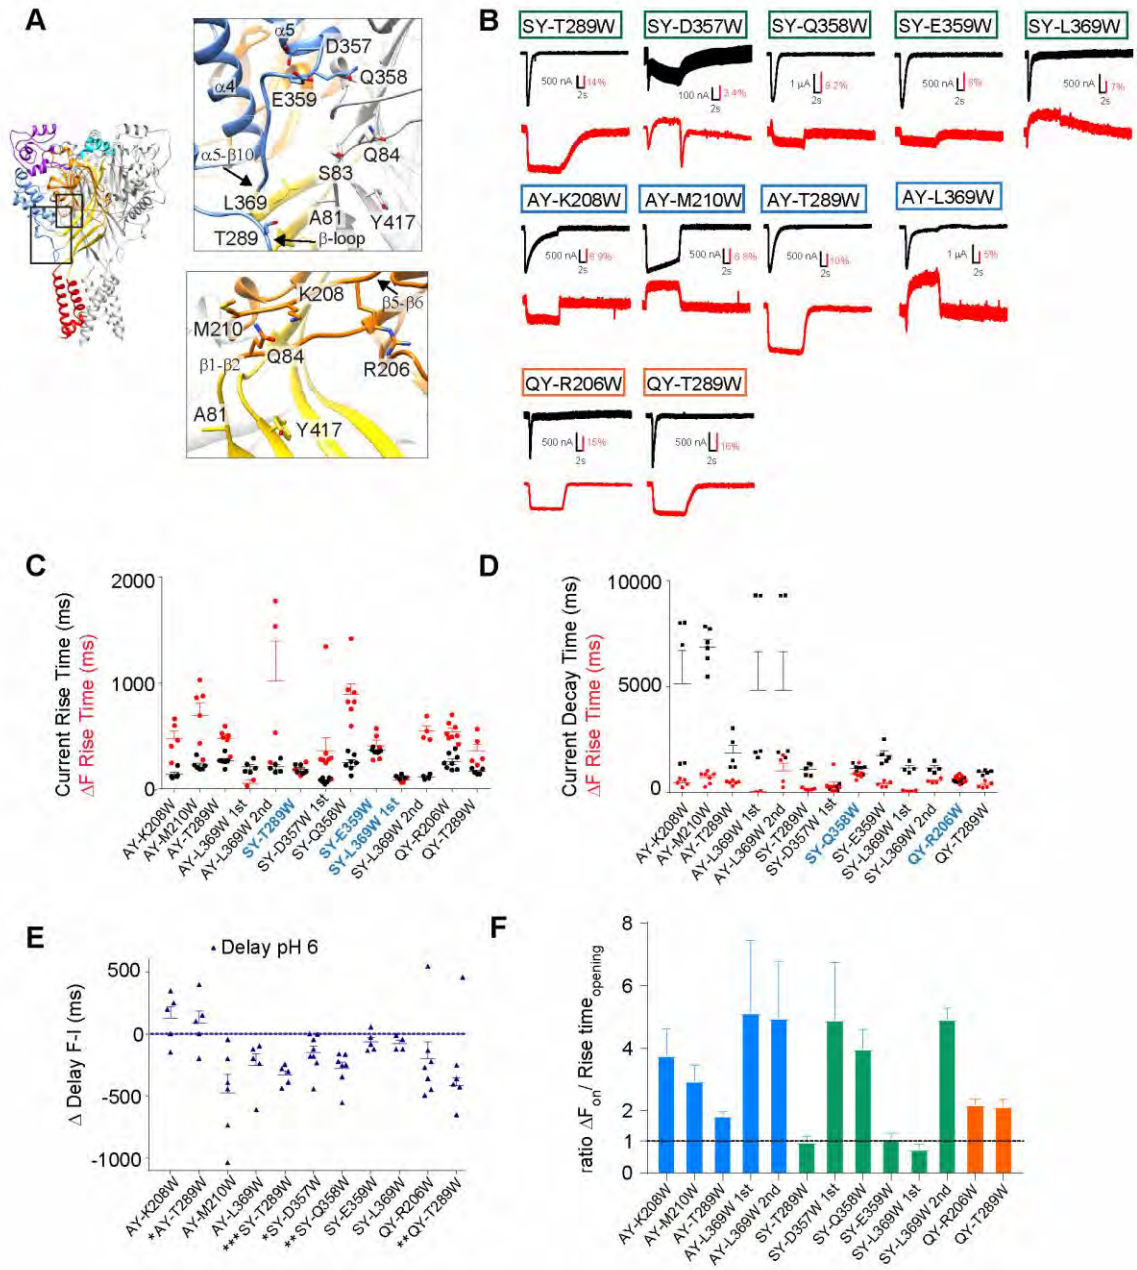 A
α5
D357
Q358
α4
E359
Q84
α5-β10
S83
L369
A81
Y417
T289
β-loop
K208
β5-β6
M210
Q84
β1-β2
R206
A81
Y417
B
SY-T289W
SY-D357W
SY-Q358W
SY-E359W
SY-L369W
500 nA 14%
2s
100 nA 3.4%
2s
1 µA 9.2%
2s
500 nA 8%
2s
500 nA 7%
2s
AY-K208W
AY-M210W
AY-T289W
AY-L369W
500 nA 8.9%
2s
500 nA 6.8%
2s
500 nA 10%
2s
1 µA 5%
2s
QY-R206W
QY-T289W
500 nA 15%
2s
500 nA 16%
2s
C
Current Rise Time (ms)
ΔF Rise Time (ms)
2000
1000
0
AY-K208W
AY-M210W
AY-T289W
AY-L369W 1st
AY-L369W 2nd
SY-T289W
SY-D357W 1st
SY-Q358W
SY-E359W
SY-L369W 1st
SY-L369W 2nd
QY-R206W
QY-T289W
D
Current Decay Time (ms)
ΔF Rise Time (ms)
10000
5000
0
AY-K208W
AY-M210W
AY-T289W
AY-L369W 1st
AY-L369W 2nd
SY-T289W
SY-D357W 1st
SY-Q358W
SY-E359W
SY-L369W 1st
SY-L369W 2nd
QY-R206W
QY-T289W
E
Delay pH 6
Δ Delay F-I (ms)
500
0
-500
-1000
AY-K208W
*AY-T289W
AY-M210W
AY-L369W
***SY-T289W
*SY-D357W
**SY-Q358W
SY-E359W
SY-L369W
QY-R206W
**QY-T289W
F
ratio ΔFon/ Rise timeopening
8
6
4
2
1
0
AY-K208W
AY-M210W
AY-T289W
AY-L369W 1st
AY-L369W 2nd
SY-T289W
SY-D357W 1st
SY-Q358W
SY-E359W
SY-L369W 1st
SY-L369W 2nd
QY-R206W
QY-T289W